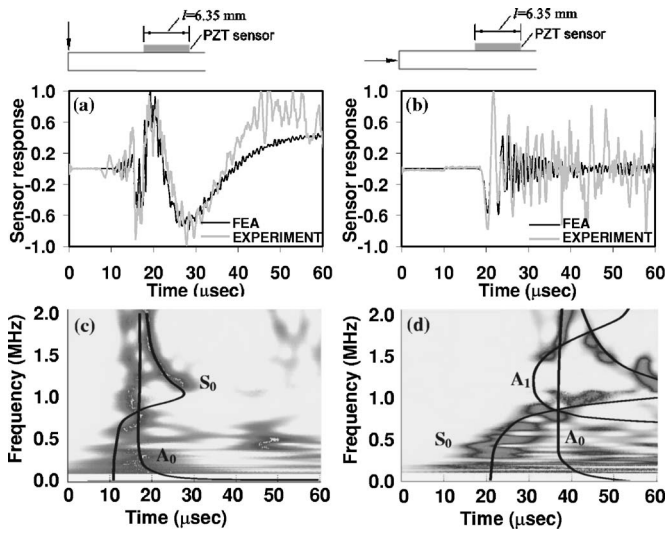 l=6.35 mm
PZT sensor
l=6.35 mm
PZT sensor
(a)
Sensor response
1.0
0.6
0.2
-0.2
-0.6
-1.0
FEA
EXPERIMENT
0 10 20 30 40 50 60
Time (μsec)
(b)
Sensor response
1.0
0.6
0.2
-0.2
-0.6
-1.0
FEA
EXPERIMENT
0 10 20 30 40 50 60
Time (μsec)
(c)
Frequency (MHz)
2.0
1.5
1.0
0.5
0.0
S0
A0
0 10 20 30 40 50 60
Time (μsec)
(d)
Frequency (MHz)
2.0
1.5
1.0
0.5
0.0
A1
S0
A0
0 10 20 30 40 50 60
Time (μsec)